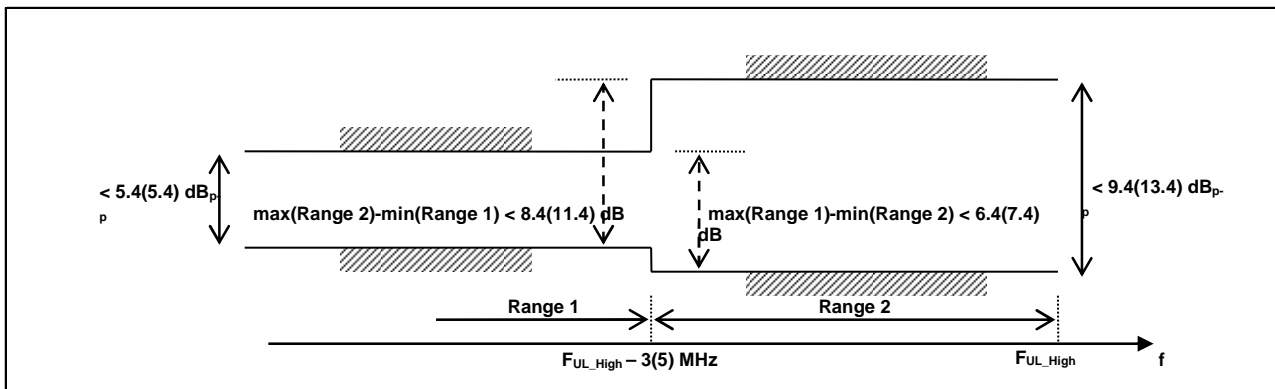 < 5.4(5.4) dBp-
p
max(Range 2)-min(Range 1) < 8.4(11.4) dB
max(Range 1)-min(Range 2) < 6.4(7.4)
dB
< 9.4(13.4) dBp-
p
Range 1
Range 2
FUL_High – 3(5) MHz
FUL_High
f